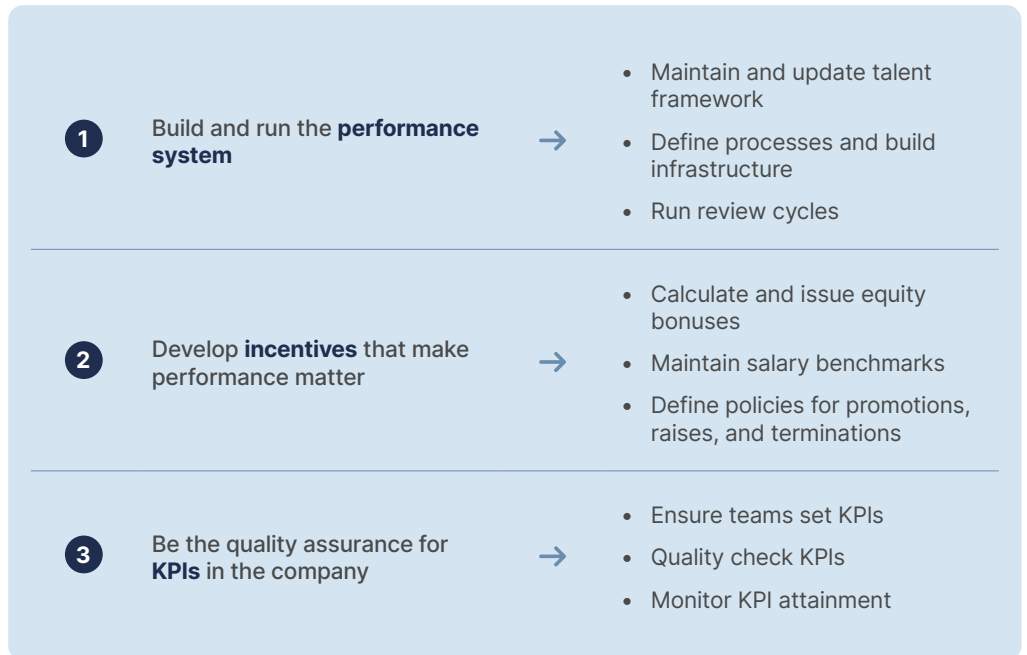 1
Build and run the performance
system
→
• Maintain and update talent
framework
• Define processes and build
infrastructure
• Run review cycles
2
Develop incentives that make
performance matter
→
• Calculate and issue equity
bonuses
• Maintain salary benchmarks
• Define policies for promotions,
raises, and terminations
3
Be the quality assurance for
KPIs in the company
→
• Ensure teams set KPIs
• Quality check KPIs
• Monitor KPI attainment